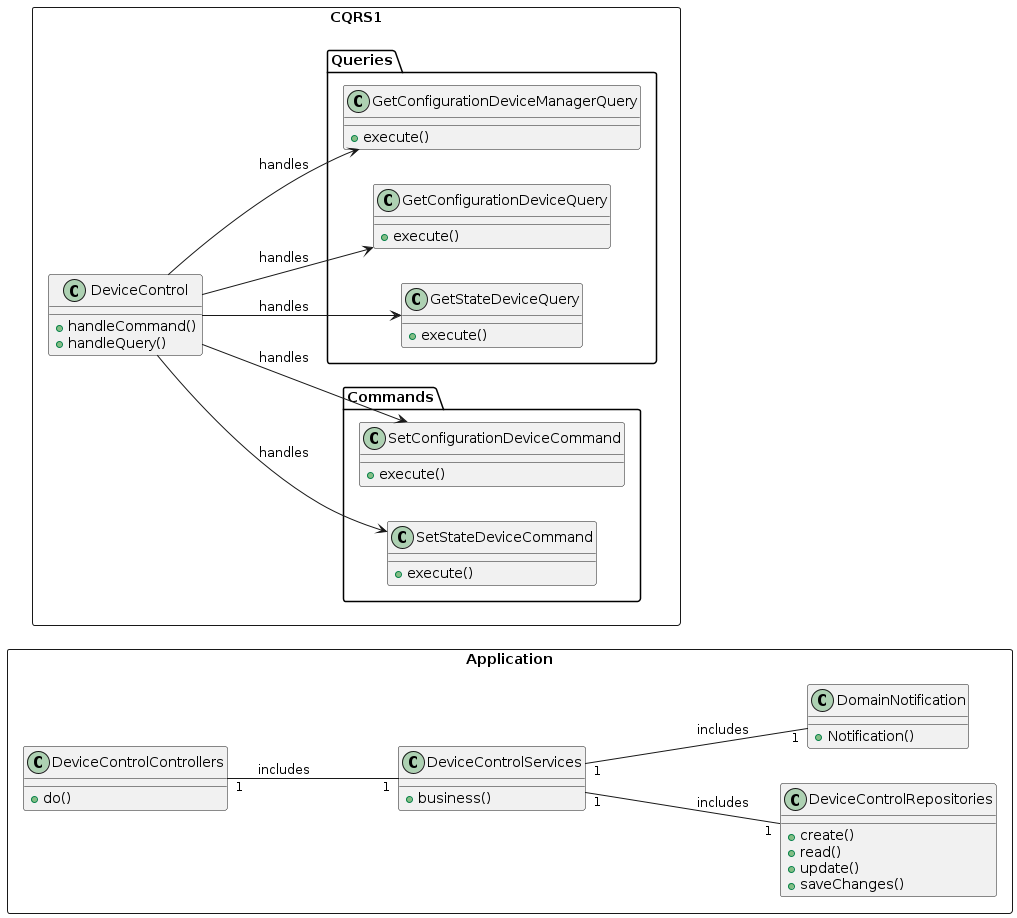 CQRS1
Queries
C GetConfigurationDeviceManagerQuery
execute()
handles
C GetConfigurationDeviceQuery
execute()
handles
C DeviceControl
handleCommand()
handleQuery()
C GetStateDeviceQuery
handles
execute()
handles
Commands
C SetConfigurationDeviceCommand
execute()
handles
C SetStateDeviceCommand
execute()
Application
C DomainNotification
Notification()
includes
1
C DeviceControlControllers
do()
includes
1
1
C DeviceControlServices
business()
1
1
includes
1
C DeviceControlRepositories
create()
read()
update()
saveChanges()